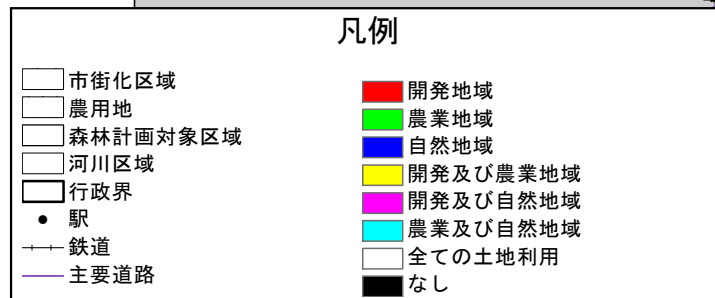 凡例
市街化区域
農用地
森林計画対象区域
河川区域
行政界
駅
鉄道
主要道路
開発地域
農業地域
自然地域
開発及び農業地域
開発及び自然地域
農業及び自然地域
全ての土地利用
なし